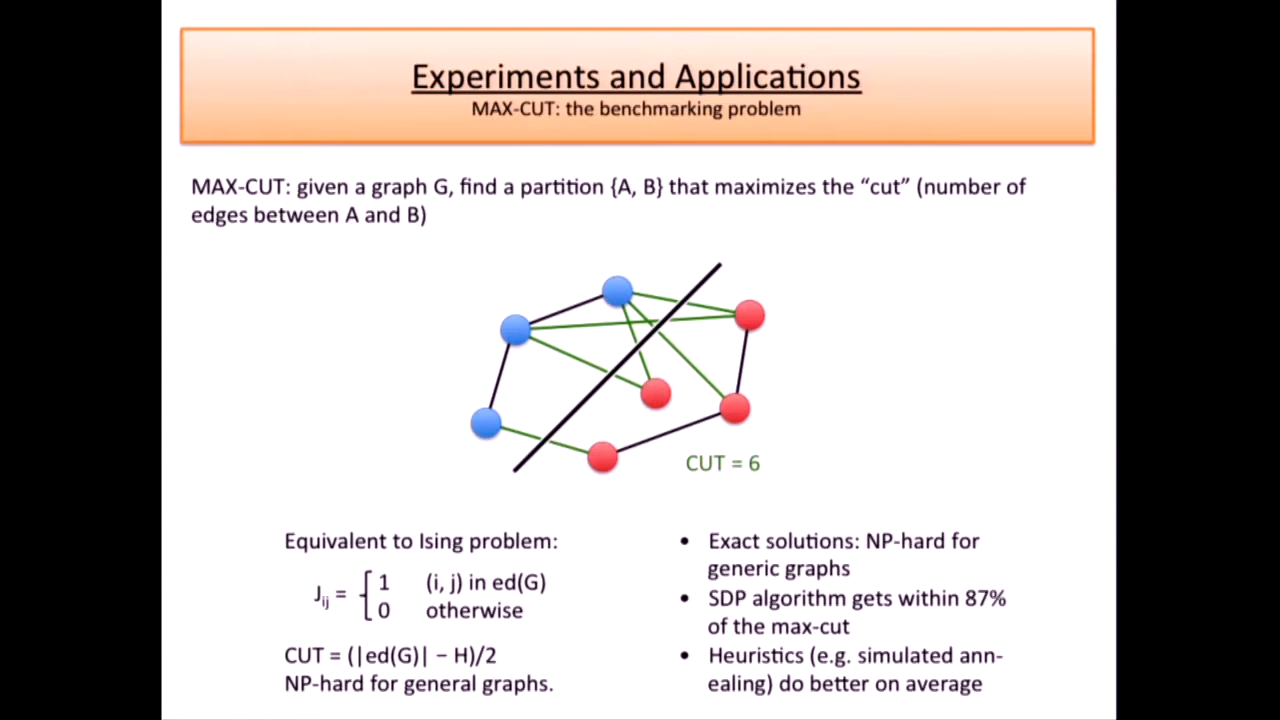 Experiments and Applications
MAX-CUT: the benchmarking problem
MAX-CUT: given a graph G, find a partition {A, B} that maximizes the “cut” (number of
edges between A and B)
CUT = 6
Equivalent to Ising problem:
Jij = { 1 (i, j) in ed(G)
0 otherwise
CUT = (|ed(G)| − H)/2
NP-hard for general graphs.
• Exact solutions: NP-hard for
generic graphs
• SDP algorithm gets within 87%
of the max-cut
• Heuristics (e.g. simulated ann-
ealing) do better on average